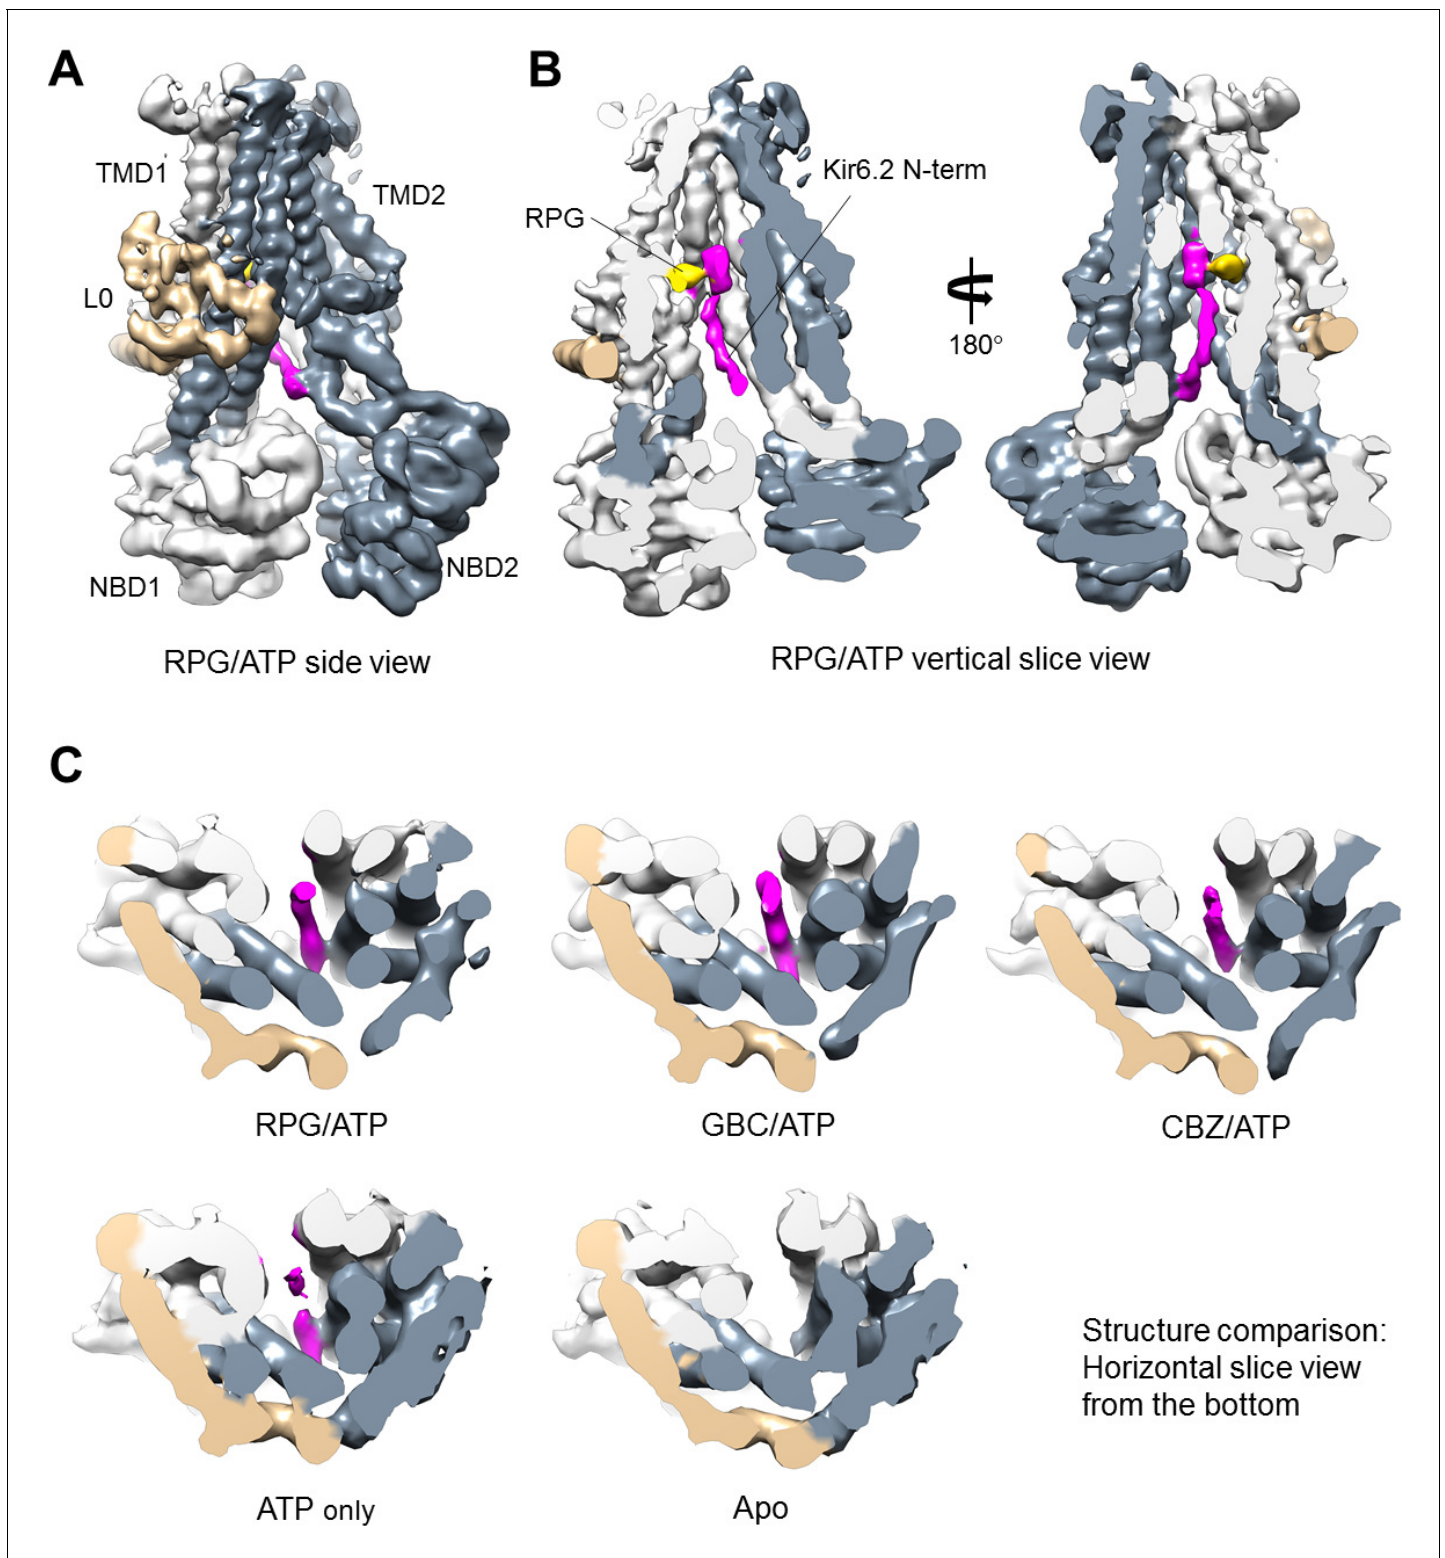 A
B
TMD1
TMD2
Kir6.2 N-term
RPG
L0
180°
NBD1
NBD2
RPG/ATP side view
RPG/ATP vertical slice view
C
RPG/ATP
GBC/ATP
CBZ/ATP
Structure comparison:
Horizontal slice view
from the bottom
ATP only
Apo